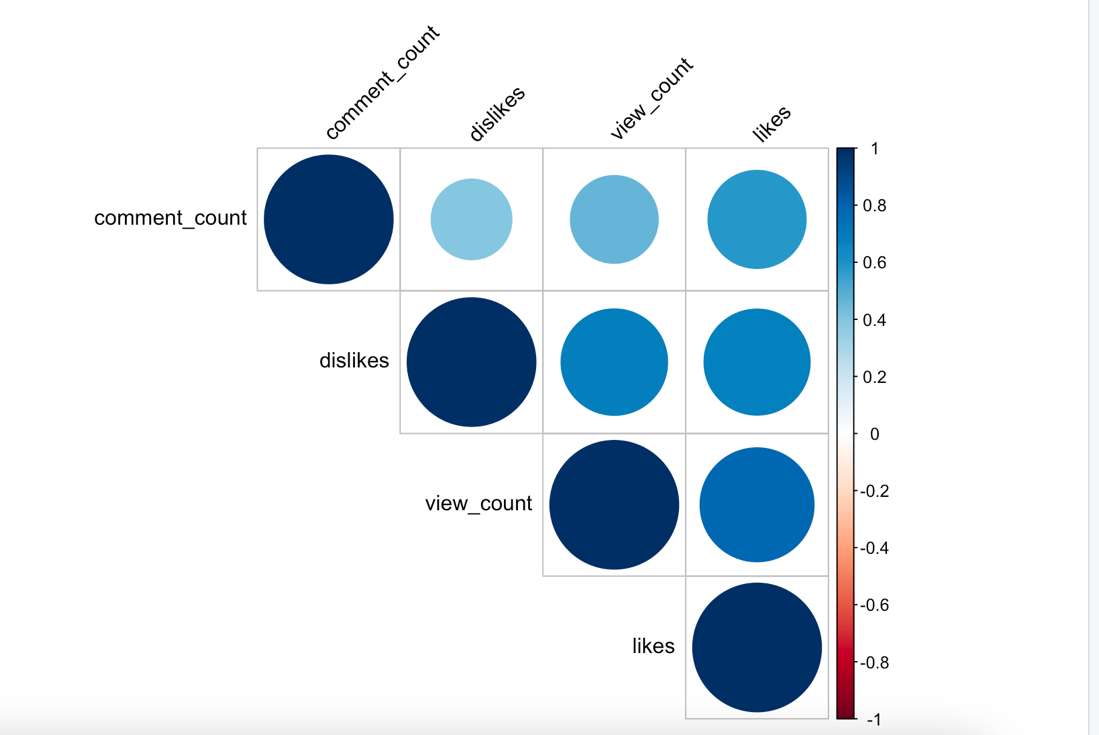 comment_count
dislikes
view_count
likes
comment_count
dislikes
view_count
likes
1
0.8
0.6
0.4
0.2
0
-0.2
-0.4
-0.6
-0.8
-1